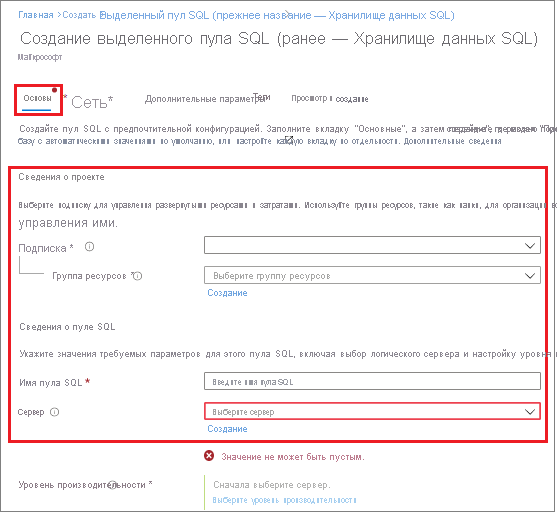 Главная > Создать > Выделенный пул SQL (прежнее название — Хранилище данных SQL)
Создание выделенного пула SQL (ранее — Хранилище данных SQL)
Майкрософт
Основы * Сеть* Дополнительные параметры Теги Просмотр и создание
Создайте пул SQL с предпочтительной конфигурацией. Заполните вкладку "Основные", а затем
базу с автоматическими значениями по умолчанию, или настройте каждую вкладку по отдельности. Дополнительные сведения
Сведения о проекте
Выберите подписку для управления развернутыми ресурсами и затратами. Используйте группы ресурсов, такие как папки, для организации
управления ими.
Подписка *
Группа ресурсов * Выберите группу ресурсов
Создание
Сведения о пуле SQL
Укажите значения требуемых параметров для этого пула SQL, включая выбор логического сервера и настройку уровня
Имя пула SQL * Введите имя пула SQL
Сервер Выберите сервер
Создание
Значение не может быть пустым.
Уровень производительности * Сначала выберите сервер.
Выберите уровень производительности